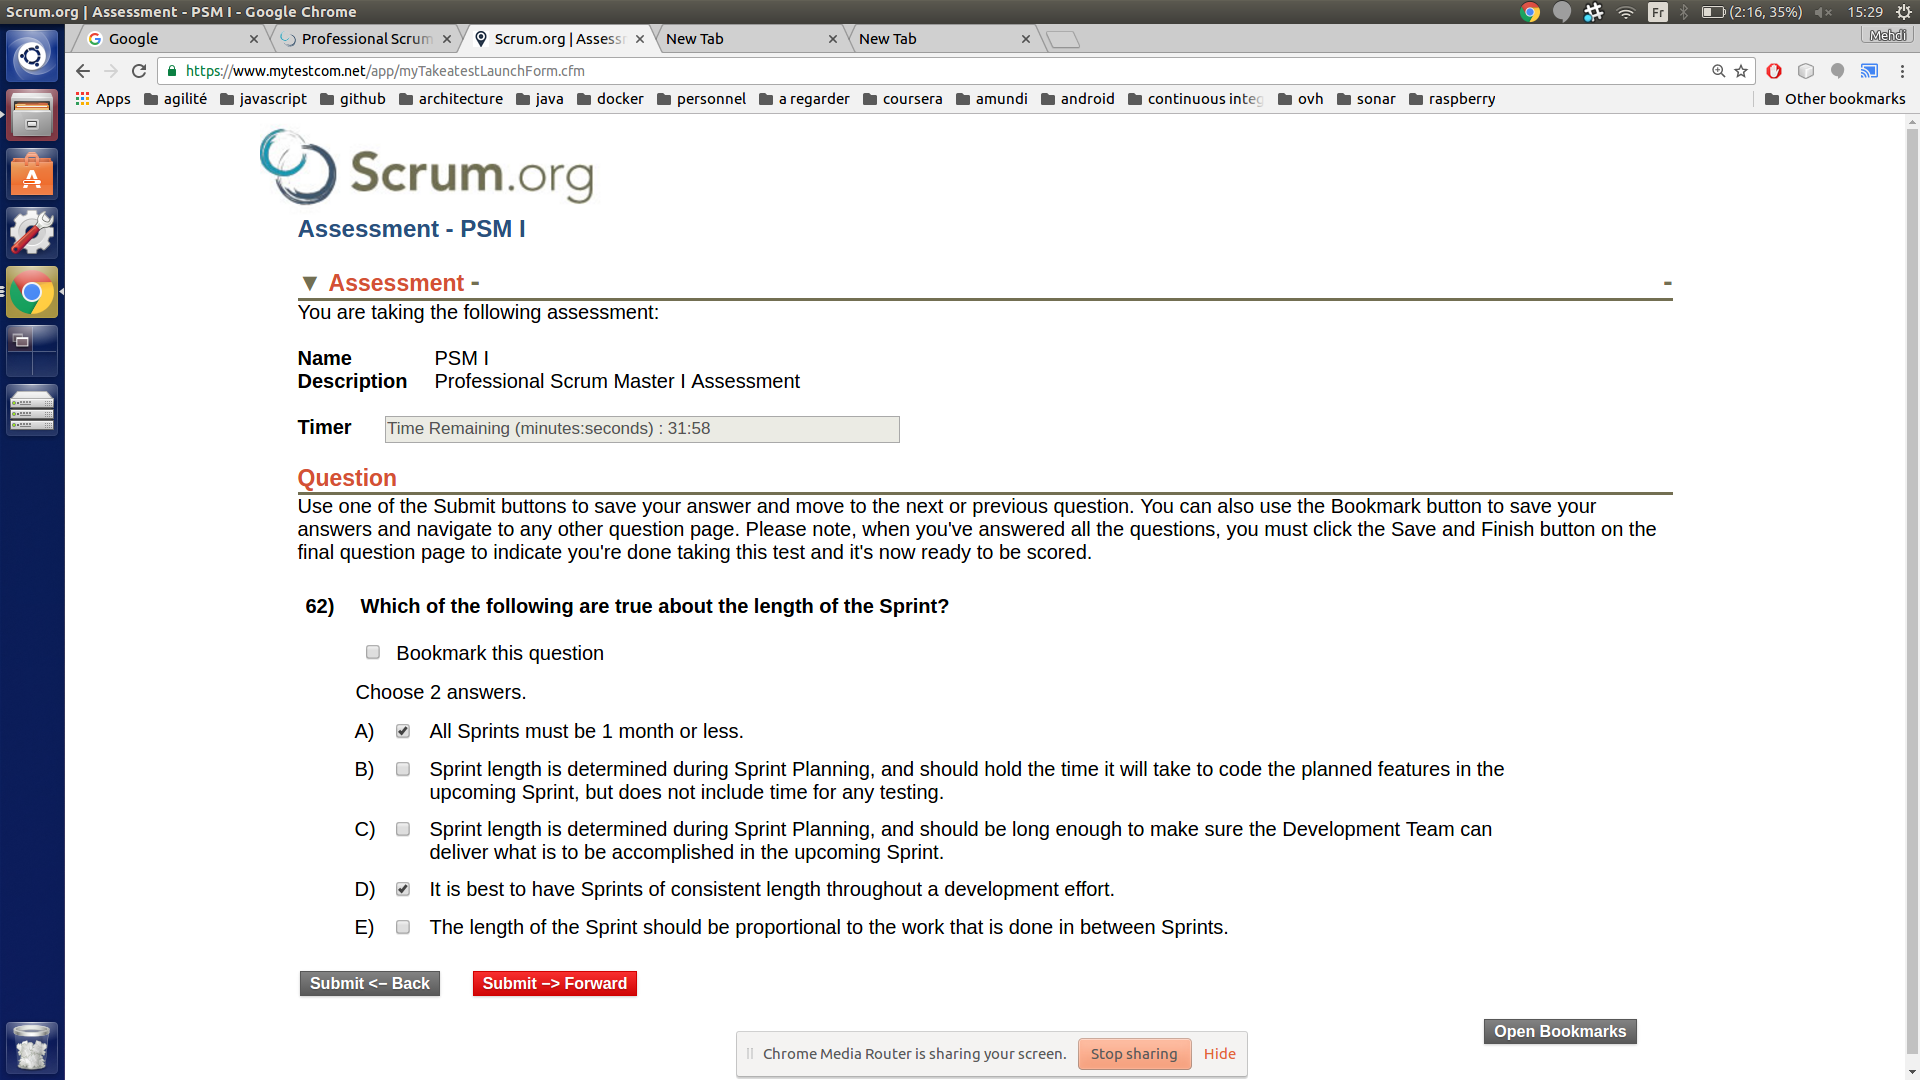 Scrum.org | Assessment - PSM I - Google Chrome
Fr
(2:16, 35%)
15:29
Google
Professional Scrum
Scrum.org | Assess
New Tab
New Tab
Mehdi
https://www.mytestcom.net/app/myTakeatestLaunchForm.cfm
Apps agilité javascript github architecture java docker personnel a regarder coursera amundi android continuous integ ovh sonar raspberry Other bookmarks
Scrum.org
Assessment - PSM I
▼ Assessment - -
You are taking the following assessment:
Name PSM I
Description Professional Scrum Master I Assessment
Timer Time Remaining (minutes:seconds) : 31:58
Question
Use one of the Submit buttons to save your answer and move to the next or previous question. You can also use the Bookmark button to save your
answers and navigate to any other question page. Please note, when you've answered all the questions, you must click the Save and Finish button on the
final question page to indicate you're done taking this test and it's now ready to be scored.
62) Which of the following are true about the length of the Sprint?
Bookmark this question
Choose 2 answers.
A) All Sprints must be 1 month or less.
B) Sprint length is determined during Sprint Planning, and should hold the time it will take to code the planned features in the
upcoming Sprint, but does not include time for any testing.
C) Sprint length is determined during Sprint Planning, and should be long enough to make sure the Development Team can
deliver what is to be accomplished in the upcoming Sprint.
D) It is best to have Sprints of consistent length throughout a development effort.
E) The length of the Sprint should be proportional to the work that is done in between Sprints.
Submit <– Back Submit –> Forward
Open Bookmarks
Chrome Media Router is sharing your screen. Stop sharing Hide